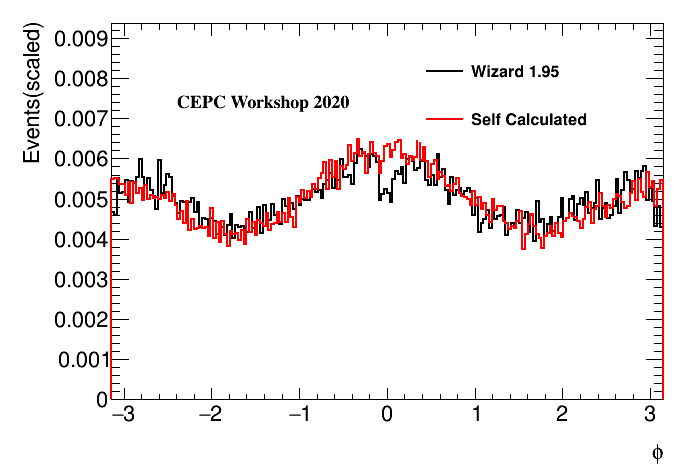 Events(scaled)
0.009
0.008
0.007
0.006
0.005
0.004
0.003
0.002
0.001
0
CEPC Workshop 2020
Wizard 1.95
Self Calculated
−3 −2 −1 0 1 2 3
ϕ